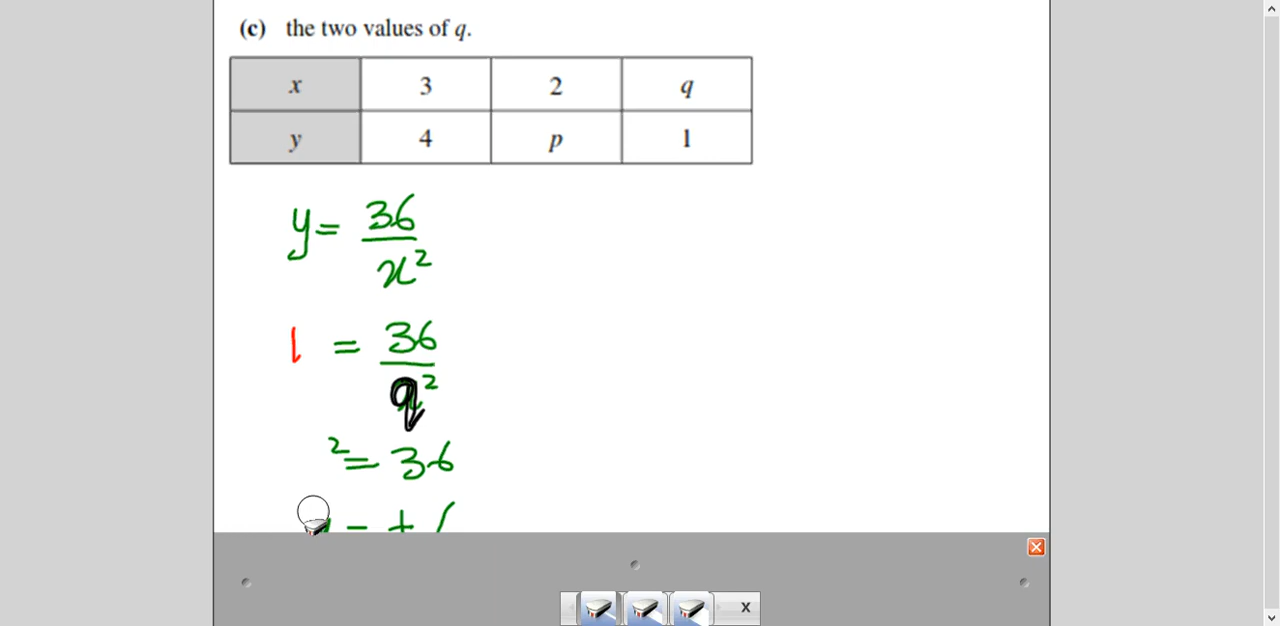 (c) the two values of q.
x 3 2 q
y 4 p 1
y = 36/x²
1 = 36/q²
² = 36
= +
x